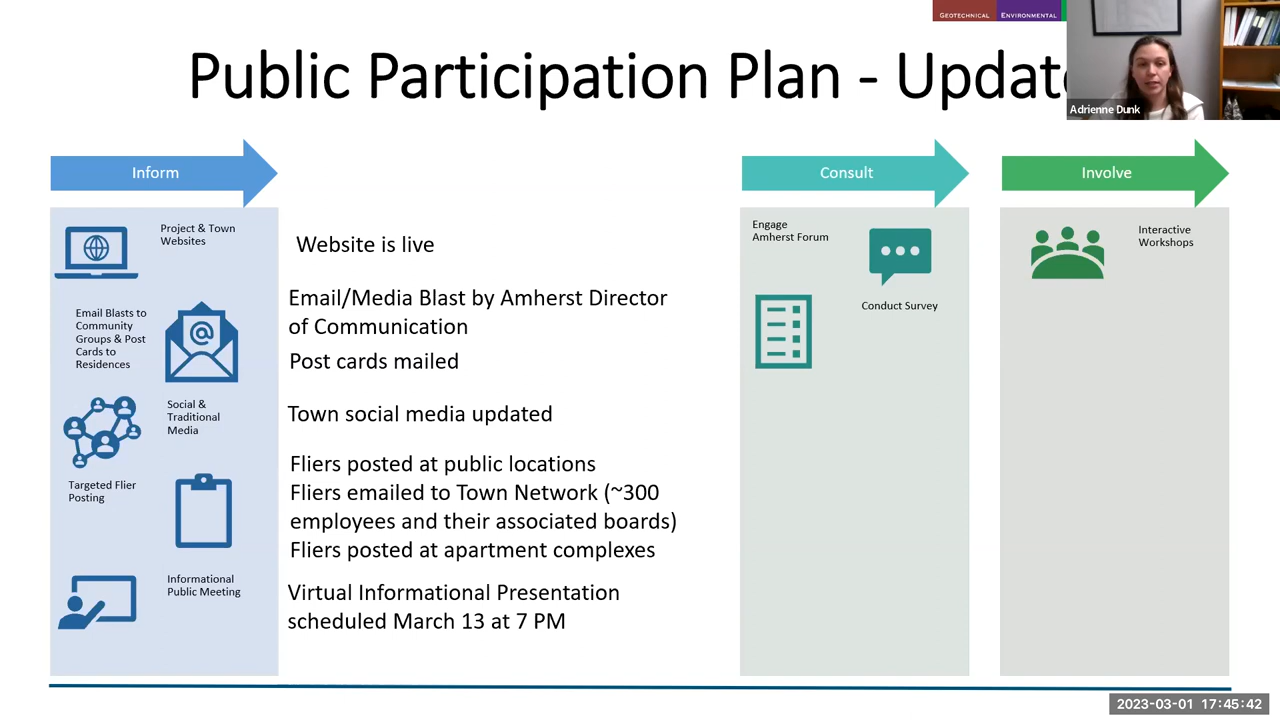 GEOTECHNICAL ENVIRONMENTAL
Public Participation Plan - Update
Adrienne Dunk
Inform
Project & Town
Websites
Website is live
Email Blasts to
Community
Groups & Post
Cards to
Residences
Email/Media Blast by Amherst Director
of Communication
Post cards mailed
Social &
Traditional
Media
Town social media updated
Targeted Flier
Posting
Fliers posted at public locations
Fliers emailed to Town Network (~300
employees and their associated boards)
Fliers posted at apartment complexes
Informational
Public Meeting
Virtual Informational Presentation
scheduled March 13 at 7 PM
Consult
Engage
Amherst Forum
Conduct Survey
Involve
Interactive
Workshops
2023-03-01 17:45:42